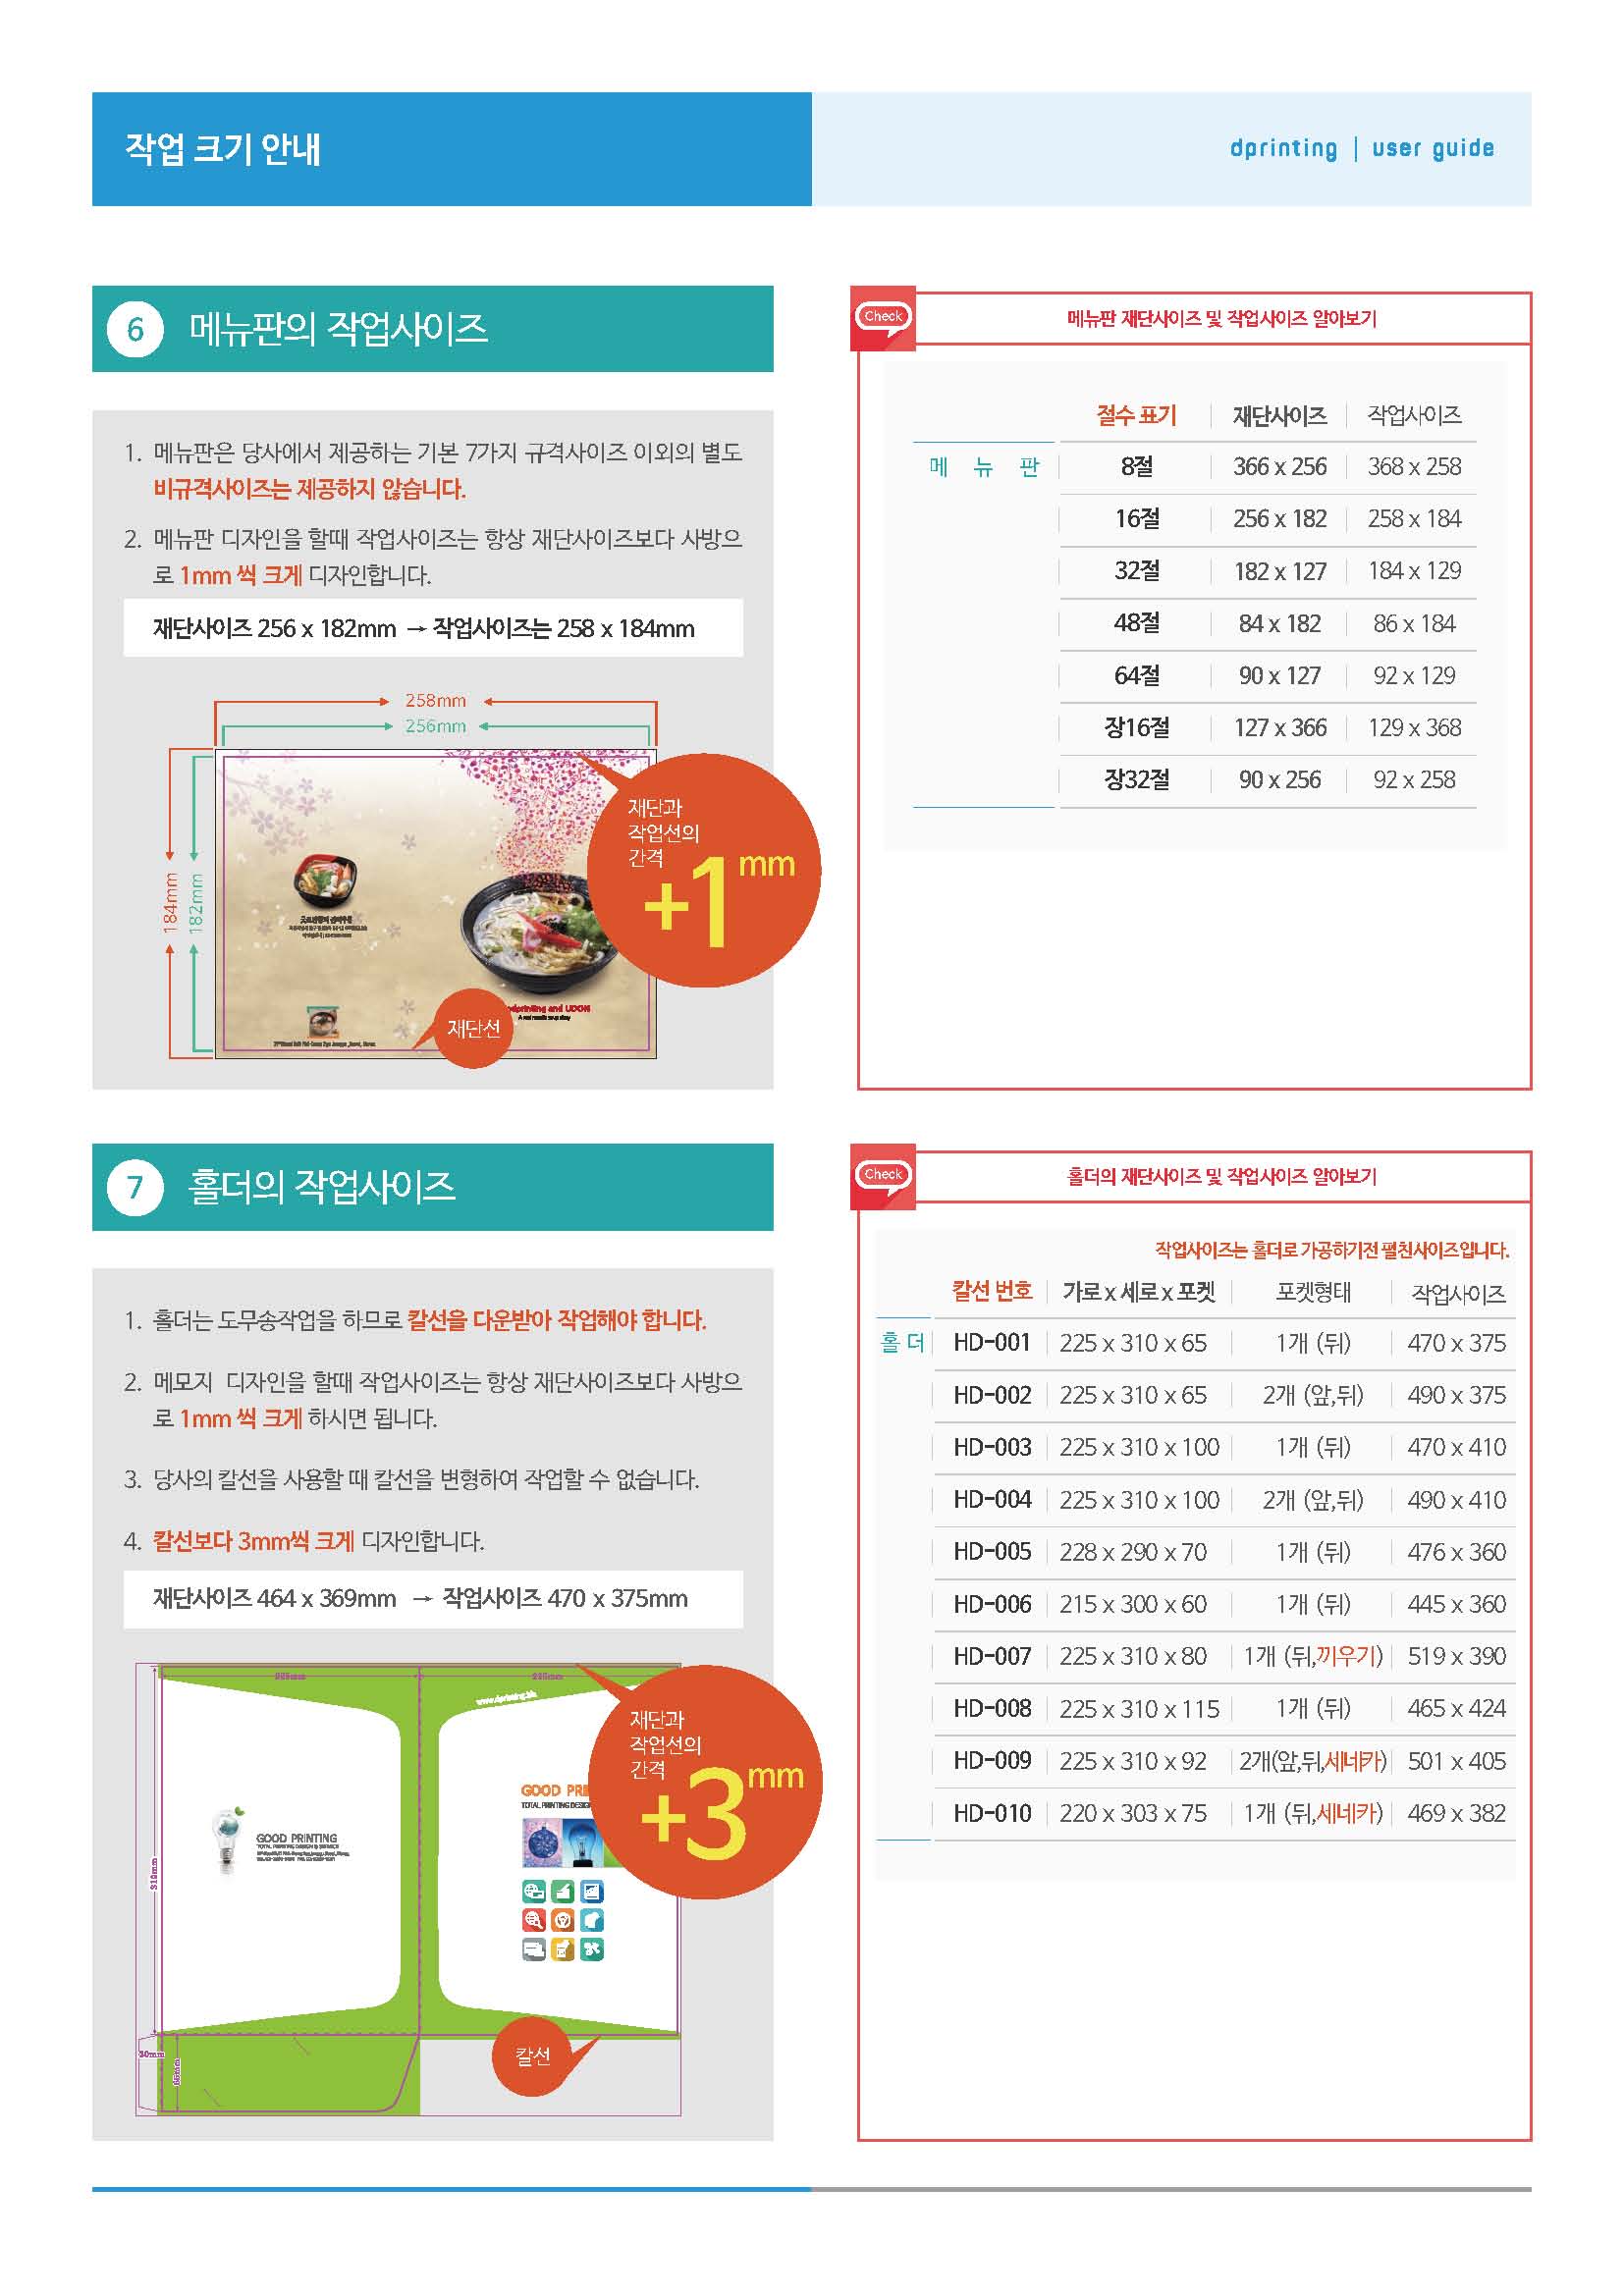 작업 크기 안내
dprinting | user guide
6 메뉴판의 작업사이즈
1. 메뉴판은 당사에서 제공하는 기본 7가지 규격사이즈 이외의 별도
비규격사이즈는 제공하지 않습니다.
2. 메뉴판 디자인을 할때 작업사이즈는 항상 재단사이즈보다 사방으
로 1mm 씩 크게 디자인합니다.
재단사이즈 256 x 182mm → 작업사이즈는 258 x 184mm
258mm
256mm
184mm
182mm
재단과
작업선의
간격
+1mm
dprinting and UDON
재단선
Check
메뉴판 재단사이즈 및 작업사이즈 알아보기
절수 표기 재단사이즈 작업사이즈
메 뉴 판 8절 366 x 256 368 x 258
16절 256 x 182 258 x 184
32절 182 x 127 184 x 129
48절 84 x 182 86 x 184
64절 90 x 127 92 x 129
장16절 127 x 366 129 x 368
장32절 90 x 256 92 x 258
7 홀더의 작업사이즈
1. 홀더는 도무송작업을 하므로 칼선을 다운받아 작업해야 합니다.
2. 메모지 디자인을 할때 작업사이즈는 항상 재단사이즈보다 사방으
로 1mm 씩 크게 하시면 됩니다.
3. 당사의 칼선을 사용할 때 칼선을 변형하여 작업할 수 없습니다.
4. 칼선보다 3mm씩 크게 디자인합니다.
재단사이즈 464 x 369mm → 작업사이즈 470 x 375mm
225mm
225mm
www.dprinting.biz
재단과
작업선의
간격
+3mm
GOOD PRI
TOTAL PRINTING DESIGN
GOOD PRINTING
TOTAL PRINTING DESIGN & SERVICE
310mm
30mm
65mm
칼선
Check
홀더의 재단사이즈 및 작업사이즈 알아보기
작업사이즈는 홀더로 가공하기전 펼친사이즈입니다.
칼선 번호 가로 x 세로 x 포켓 포켓형태 작업사이즈
홀 더 HD-001 225 x 310 x 65 1개 (뒤) 470 x 375
HD-002 225 x 310 x 65 2개 (앞,뒤) 490 x 375
HD-003 225 x 310 x 100 1개 (뒤) 470 x 410
HD-004 225 x 310 x 100 2개 (앞,뒤) 490 x 410
HD-005 228 x 290 x 70 1개 (뒤) 476 x 360
HD-006 215 x 300 x 60 1개 (뒤) 445 x 360
HD-007 225 x 310 x 80 1개 (뒤,끼우기) 519 x 390
HD-008 225 x 310 x 115 1개 (뒤) 465 x 424
HD-009 225 x 310 x 92 2개(앞,뒤,세네카) 501 x 405
HD-010 220 x 303 x 75 1개 (뒤,세네카) 469 x 382